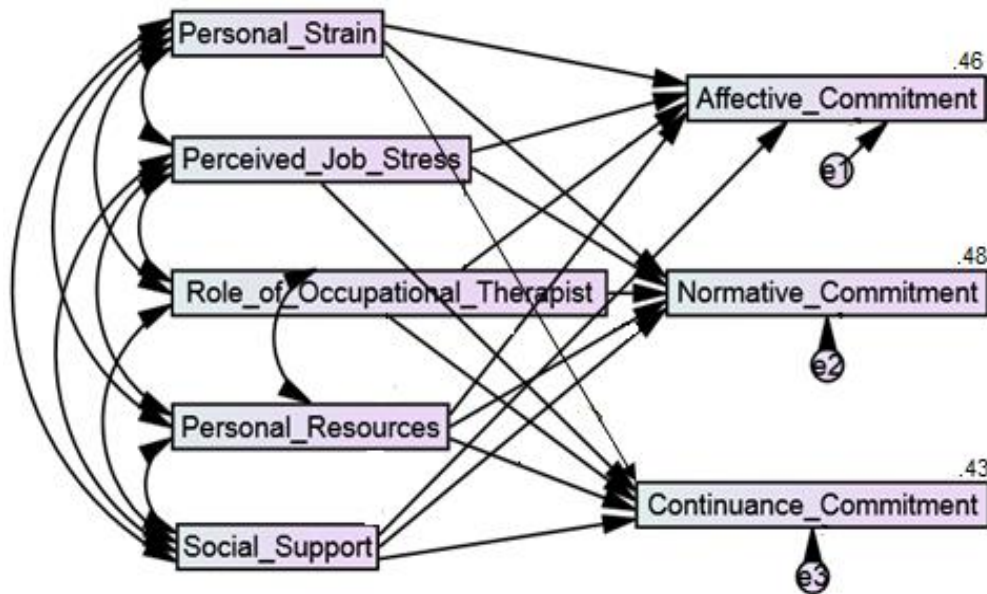 Personal_Strain
.46
Affective_Commitment
e1
Perceived_Job_Stress
.48
Role_of_Occupational_Therapist
Normative_Commitment
e2
Personal_Resources
.43
Continuance_Commitment
Social_Support
e3